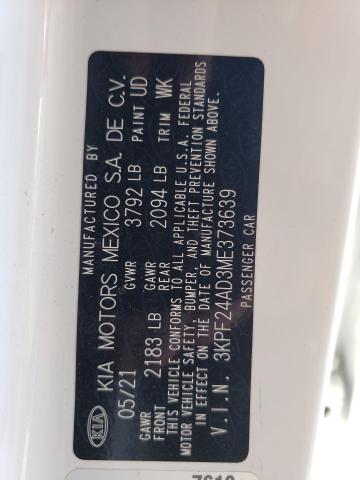 MANUFACTURED BY
KIA KIA MOTORS MEXICO S.A. DE C.V.
05/21 GVWR 3792 LB PAINT UD
GAWR FRONT 2183 LB GAWR REAR 2094 LB TRIM WK
THIS VEHICLE CONFORMS TO ALL APPLICABLE U.S.A. FEDERAL
MOTOR VEHICLE SAFETY, BUMPER, AND THEFT PREVENTION STANDARDS
IN EFFECT ON THE DATE OF MANUFACTURE SHOWN ABOVE.
V.I.N. 3KPF24AD3ME373639
PASSENGER CAR